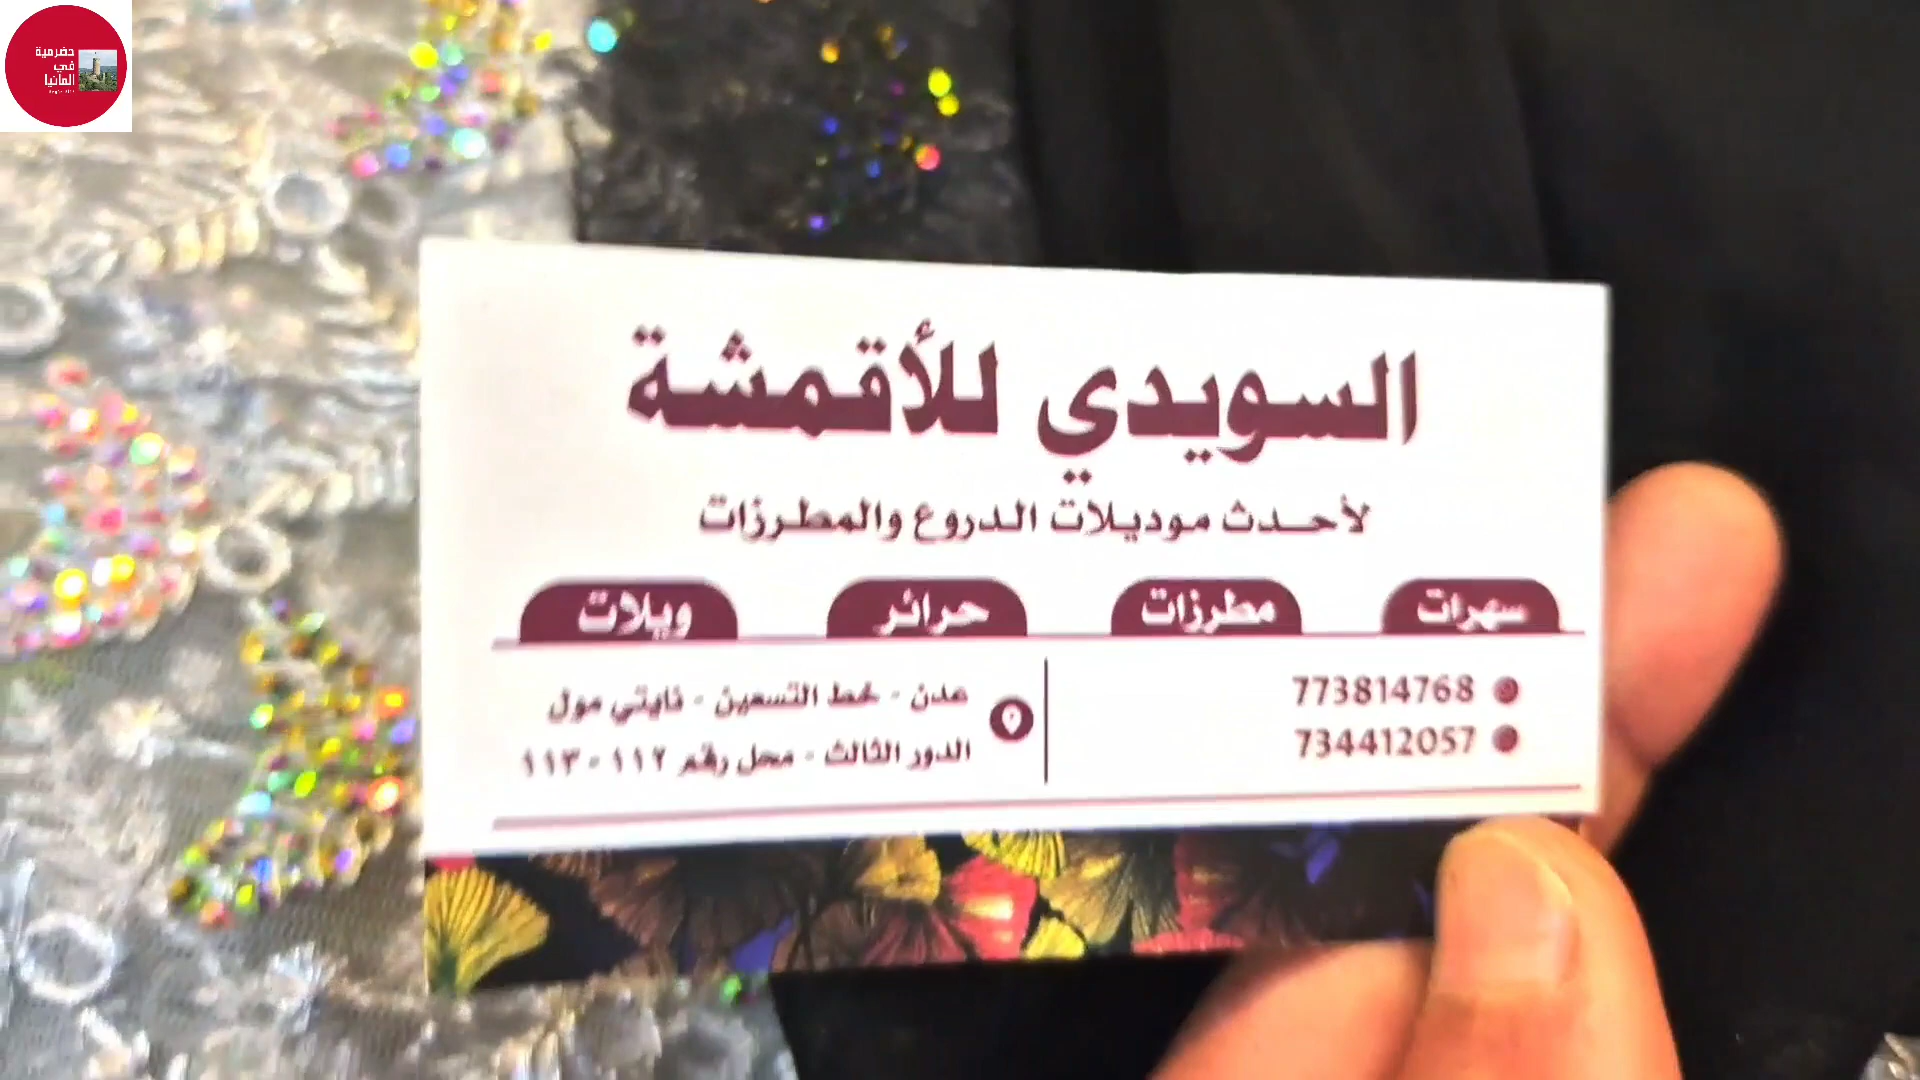 حضرمية
في
ألمانيا
السويدي للأقمشة
لأحدث موديلات الدروع والمطرزات
سهرات
مطرزات
حرائر
ويلات
773814768
734412057
عدن - خط التسعين - نايتي مول
الدور الثالث - محل رقم ١١٢ - ١١٣